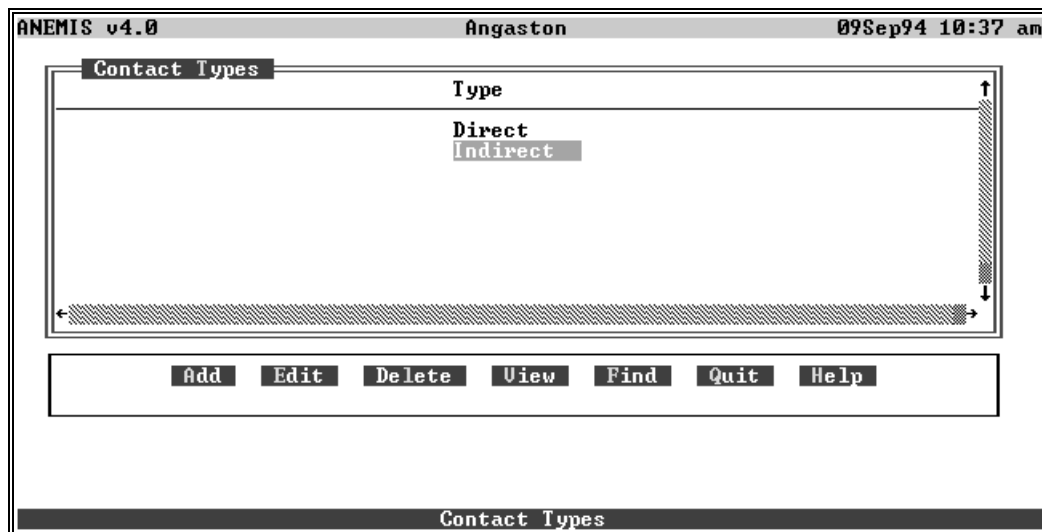 ANEMIS v4.0 Angaston 09Sep94 10:37 am
Contact Types
Type
Direct
Indirect
Add Edit Delete View Find Quit Help
Contact Types